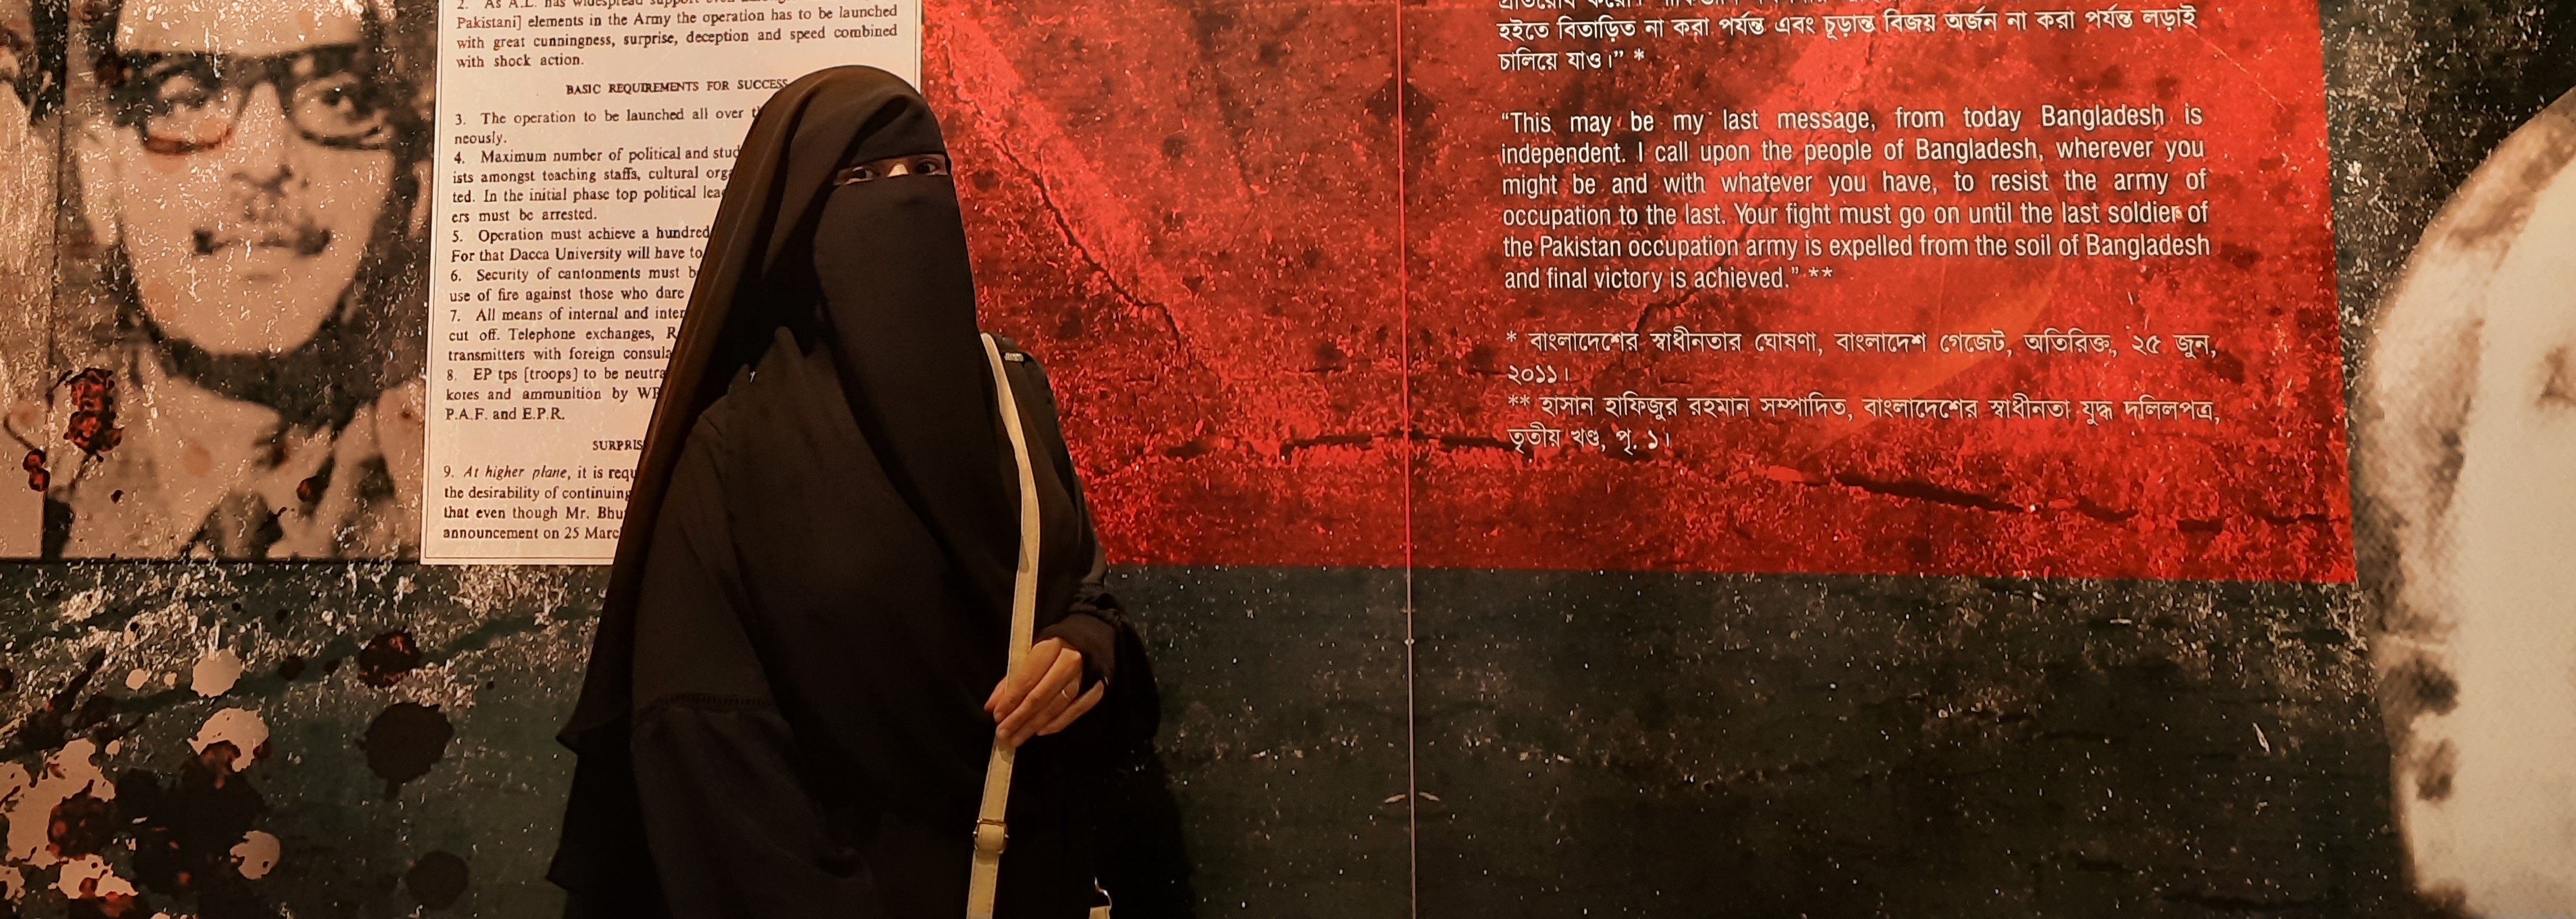 2. As A.L. has widespread support even
Pakistani] elements in the Army the operation has to be launched
with great cunningness, surprise, deception and speed combined
with shock action.
BASIC REQUIREMENTS FOR SUCCESS
3. The operation to be launched all over
neously.
4. Maximum number of political and stud
ists amongst teaching staffs, cultural orga
ted. In the initial phase top political lea
ers must be arrested.
5. Operation must achieve a hundred
For that Dacca University will have to
6. Security of cantonments must b
use of fire against those who dare
7. All means of internal and inter
cut off. Telephone exchanges, R
transmitters with foreign consula
8. EP tps [troops] to be neutra
kotes and ammunition by WP
P.A.F. and E.P.R.
SURPRIS
9. At higher plane, it is requ
the desirability of continuing
that even though Mr. Bhu
announcement on 25 Marc
হইতে বিতাড়িত না করা পর্যন্ত এবং চূড়ান্ত বিজয় অর্জন না করা পর্যন্ত লড়াই
চালিয়ে যাও।” *
“This may be my last message, from today Bangladesh is
independent. I call upon the people of Bangladesh, wherever you
might be and with whatever you have, to resist the army of
occupation to the last. Your fight must go on until the last soldier of
the Pakistan occupation army is expelled from the soil of Bangladesh
and final victory is achieved.” **
* বাংলাদেশের স্বাধীনতার ঘোষণা, বাংলাদেশ গেজেট, অতিরিক্ত, ২৫ জুন,
২০১১।
** হাসান হাফিজুর রহমান সম্পাদিত, বাংলাদেশের স্বাধীনতা যুদ্ধ দলিলপত্র,
তৃতীয় খণ্ড, পৃ. ১।